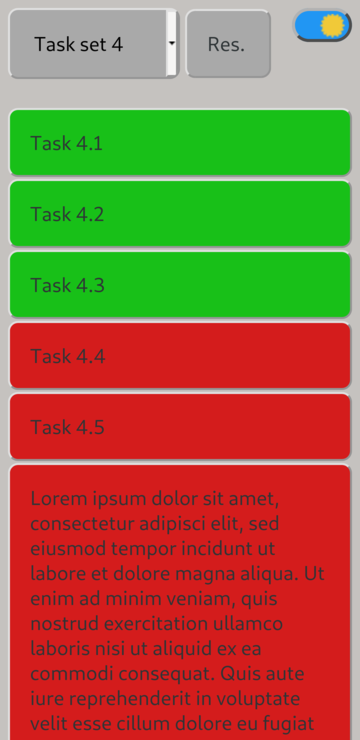 Task set 4
Res.
Task 4.1
Task 4.2
Task 4.3
Task 4.4
Task 4.5
Lorem ipsum dolor sit amet,
consectetur adipisci elit, sed
eiusmod tempor incidunt ut
labore et dolore magna aliqua. Ut
enim ad minim veniam, quis
nostrud exercitation ullamco
laboris nisi ut aliquid ex ea
commodi consequat. Quis aute
iure reprehenderit in voluptate
velit esse cillum dolore eu fugiat